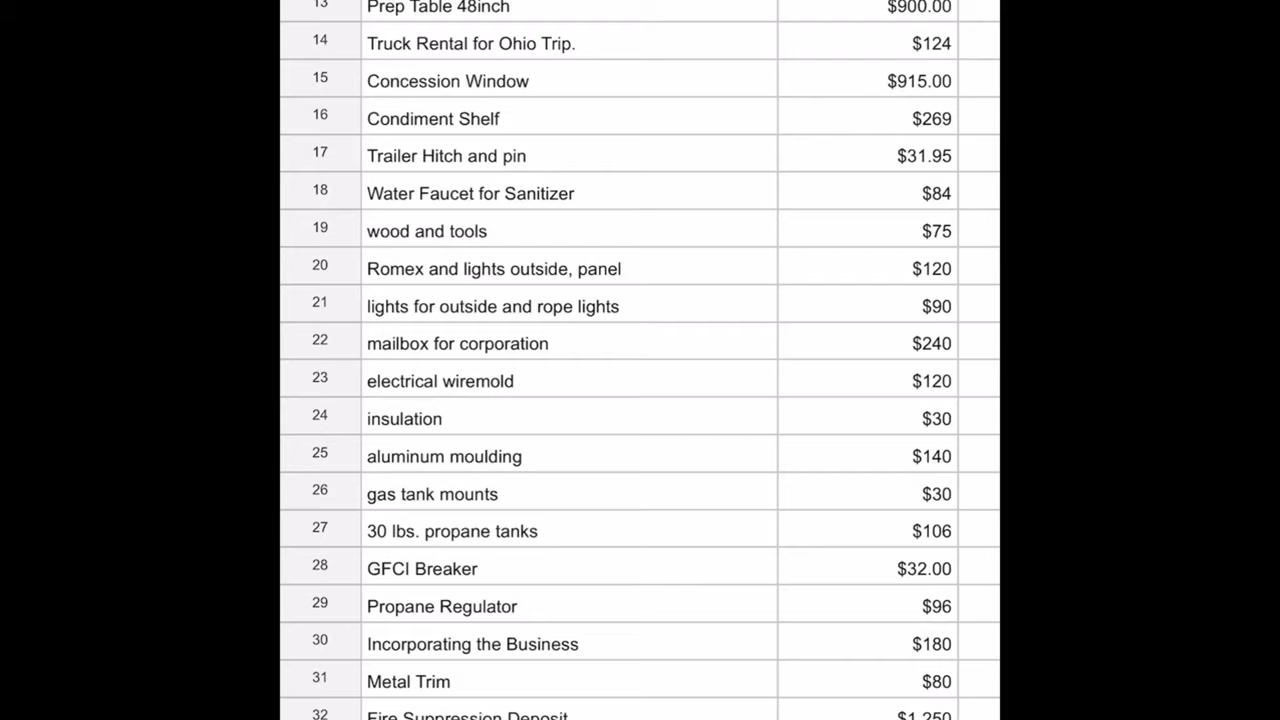 13 Prep Table 48inch $900.00
14 Truck Rental for Ohio Trip. $124
15 Concession Window $915.00
16 Condiment Shelf $269
17 Trailer Hitch and pin $31.95
18 Water Faucet for Sanitizer $84
19 wood and tools $75
20 Romex and lights outside, panel $120
21 lights for outside and rope lights $90
22 mailbox for corporation $240
23 electrical wiremold $120
24 insulation $30
25 aluminum moulding $140
26 gas tank mounts $30
27 30 lbs. propane tanks $106
28 GFCI Breaker $32.00
29 Propane Regulator $96
30 Incorporating the Business $180
31 Metal Trim $80
32 Fire Suppression Deposit $1,250